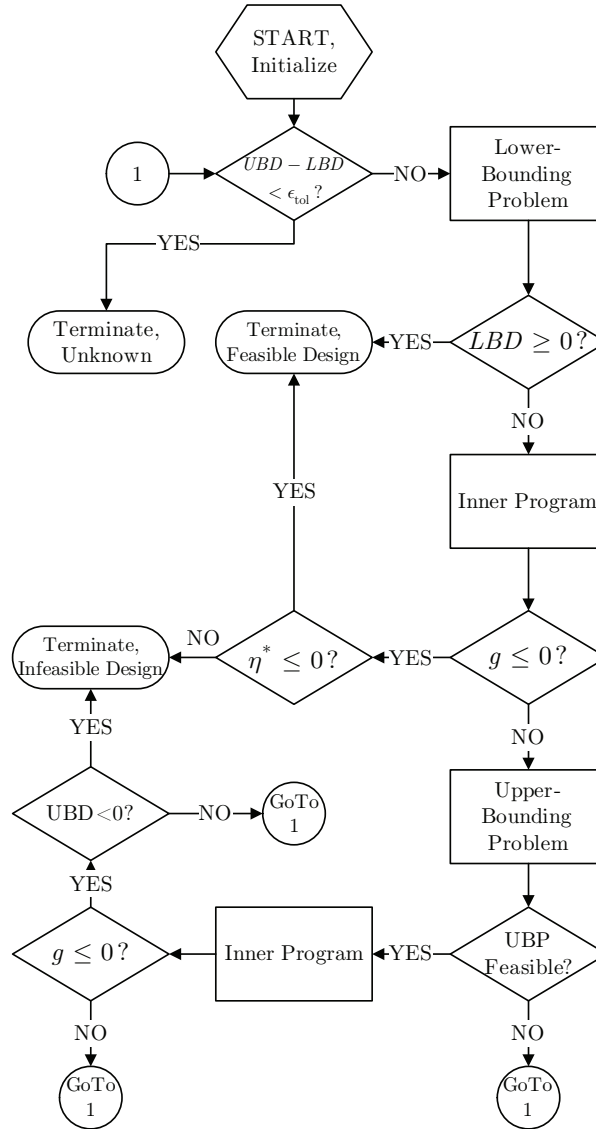 START,
Initialize
1
UBD − LBD
< ϵtol ?
NO
Lower-
Bounding
Problem
YES
Terminate,
Unknown
Terminate,
Feasible Design
YES
LBD ≥ 0 ?
NO
YES
Inner Program
Terminate,
Infeasible Design
NO
η* ≤ 0 ?
YES
g ≤ 0 ?
YES
NO
UBD <0?
NO
GoTo
1
Upper-
Bounding
Problem
YES
g ≤ 0 ?
Inner Program
YES
UBP
Feasible?
NO
NO
GoTo
1
GoTo
1